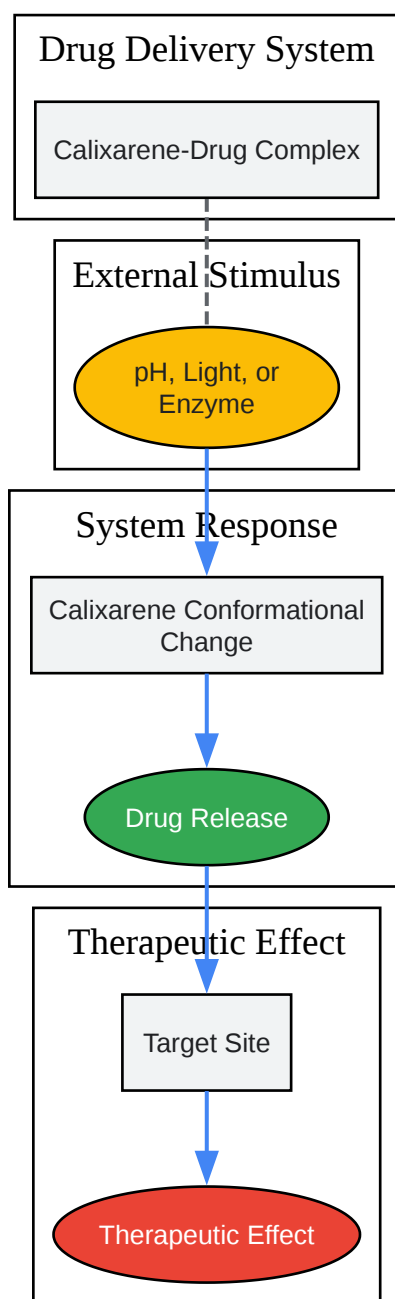 Drug Delivery System
Calixarene-Drug Complex
External Stimulus
pH, Light, or
Enzyme
System Response
Calixarene Conformational
Change
Drug Release
Therapeutic Effect
Target Site
Therapeutic Effect